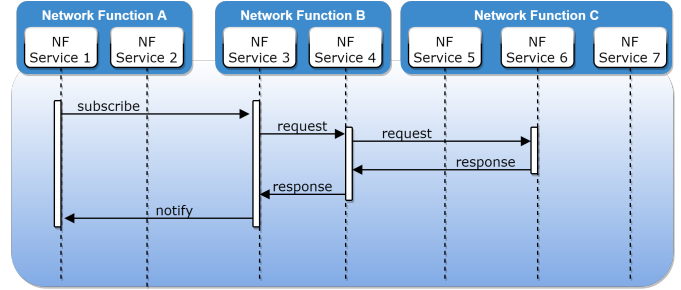 Network Function A
Network Function B
Network Function C
NF
Service 1
NF
Service 2
NF
Service 3
NF
Service 4
NF
Service 5
NF
Service 6
NF
Service 7
subscribe
request
request
response
response
notify